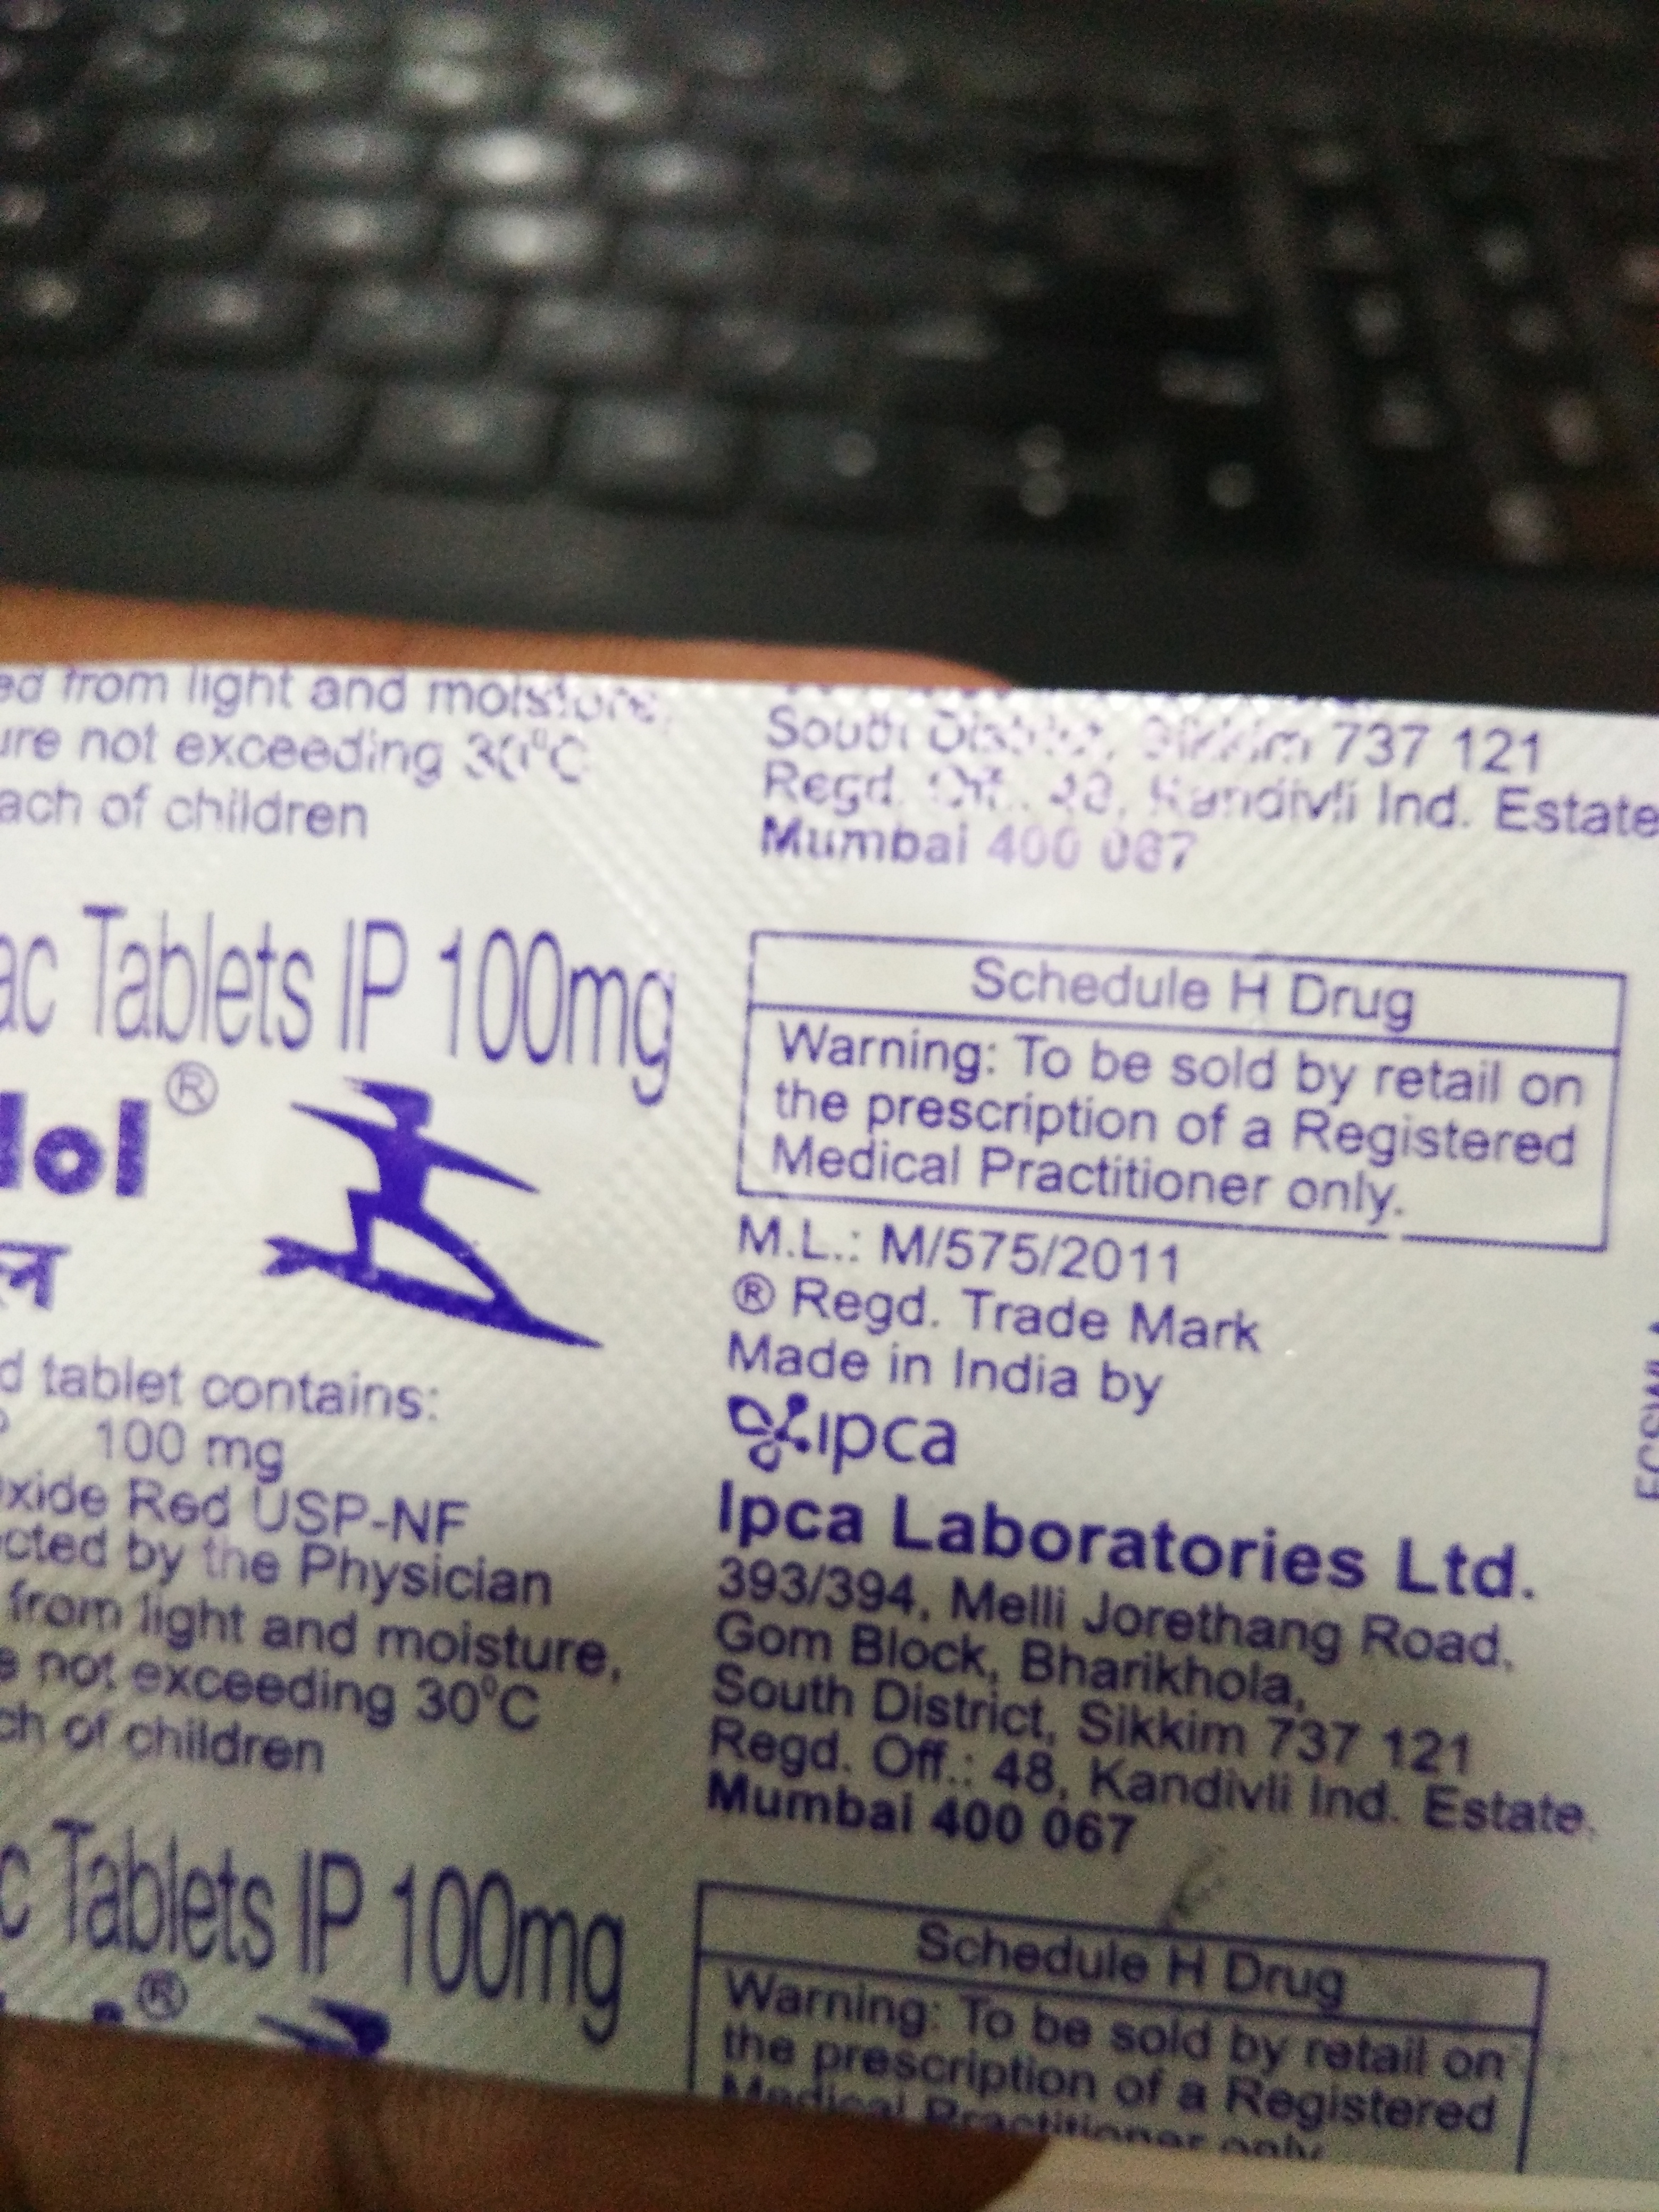 ed from light and moisture,
ure not exceeding 30°C
ach of children
South District, Sikkim 737 121
Regd. Off.: 48, Kandivli Ind. Estate
Mumbai 400 067
ac Tablets IP 100mg
dol®
ल
d tablet contains:
100 mg
oxide Red USP-NF
cted by the Physician
from light and moisture,
e not exceeding 30°C
ch of children
Schedule H Drug
Warning: To be sold by retail on
the prescription of a Registered
Medical Practitioner only.
M.L.: M/575/2011
® Regd. Trade Mark
Made in India by
ipca
Ipca Laboratories Ltd.
393/394, Melli Jorethang Road,
Gom Block, Bharikhola,
South District, Sikkim 737 121
Regd. Off.: 48, Kandivli Ind. Estate,
Mumbai 400 067
c Tablets IP 100mg
®
Schedule H Drug
Warning: To be sold by retail on
the prescription of a Registered
Medical Practitioner only